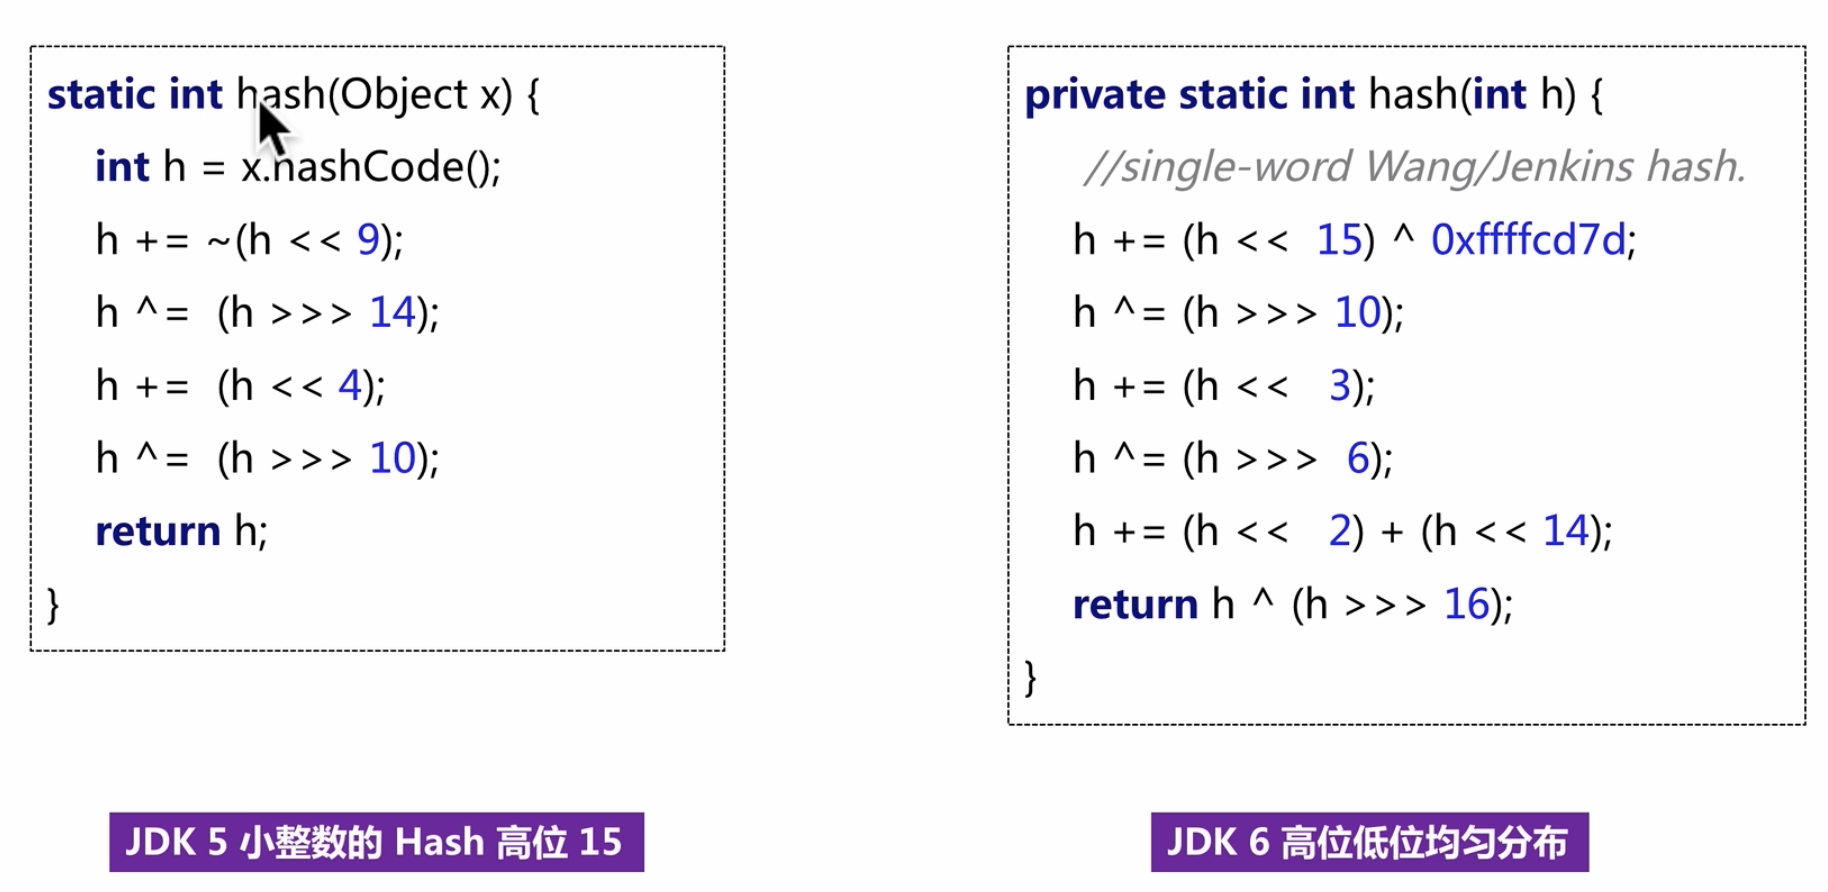 static int hash(Object x) {
int h = x.hashCode();
h += ~(h << 9);
h ^= (h >>> 14);
h += (h << 4);
h ^= (h >>> 10);
return h;
}
JDK 5 小整数的 Hash 高位 15
private static int hash(int h) {
//single-word Wang/Jenkins hash.
h += (h << 15) ^ 0xffffcd7d;
h ^= (h >>> 10);
h += (h << 3);
h ^= (h >>> 6);
h += (h << 2) + (h << 14);
return h ^ (h >>> 16);
}
JDK 6 高位低位均匀分布